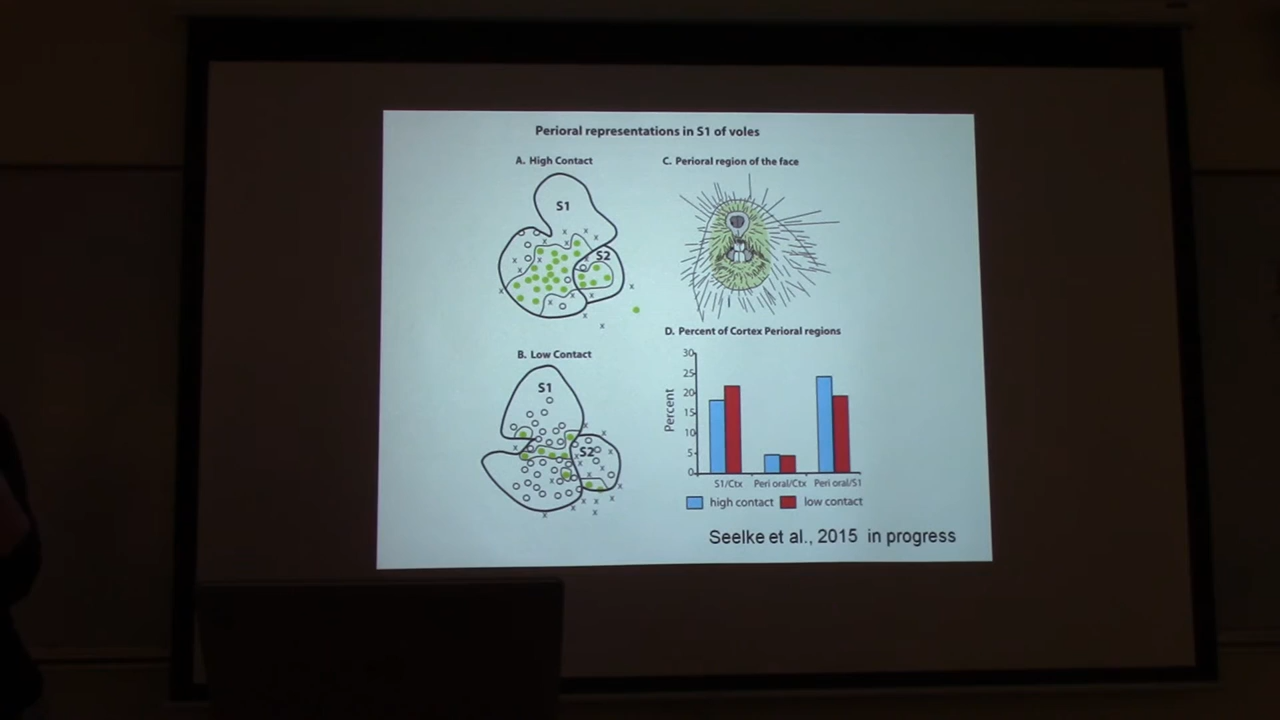 Perioral representations in S1 of voles
A. High Contact
S1
S2
C. Perioral region of the face
B. Low Contact
S1
S2
D. Percent of Cortex Perioral regions
Percent
30
25
20
15
10
5
0
S1/Ctx Peri oral/Ctx Peri oral/S1
high contact low contact
Seelke et al., 2015 in progress